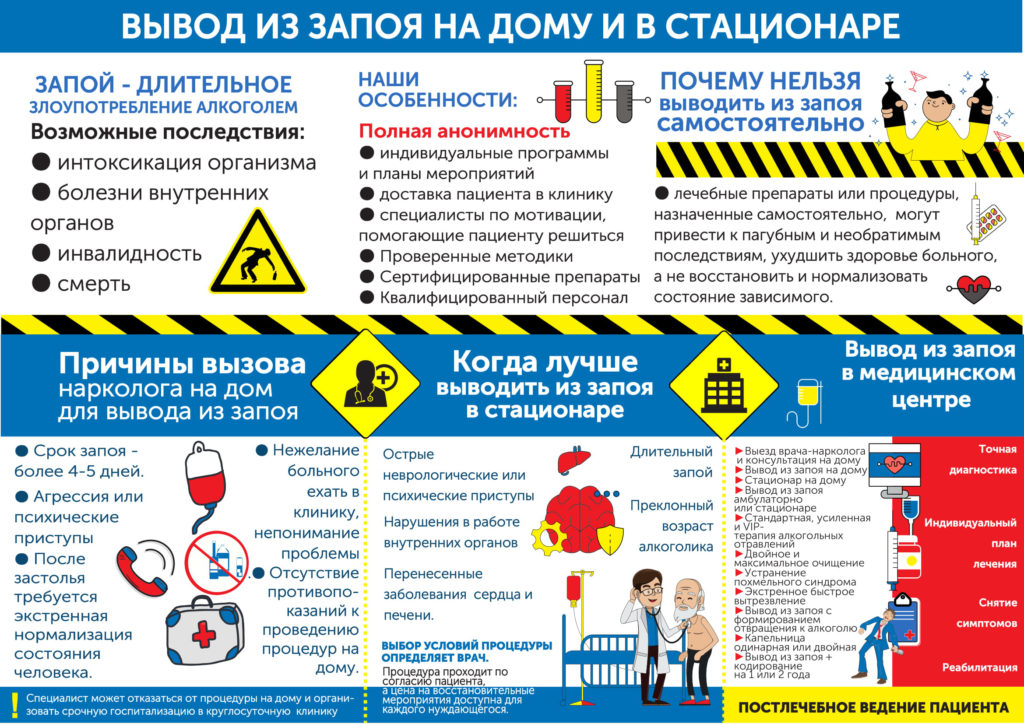 ВЫВОД ИЗ ЗАПОЯ НА ДОМУ И В СТАЦИОНАРЕ
ЗАПОЙ - ДЛИТЕЛЬНОЕ
ЗЛОУПОТРЕБЛЕНИЕ АЛКОГОЛЕМ
Возможные последствия:
● интоксикация организма
● болезни внутренних
органов
● инвалидность
● смерть
НАШИ
ОСОБЕННОСТИ:
Полная анонимность
● индивидуальные программы
и планы мероприятий
● доставка пациента в клинику
● специалисты по мотивации,
помогающие пациенту решиться
● Проверенные методики
● Сертифицированные препараты
● Квалифицированный персонал
ПОЧЕМУ НЕЛЬЗЯ
выводить из запоя
самостоятельно
● лечебные препараты или процедуры,
назначенные самостоятельно, могут
привести к пагубным и необратимым
последствиям, ухудшить здоровье больного,
а не восстановить и нормализовать
состояние зависимого.
Причины вызова
нарколога на дом
для вывода из запоя
● Срок запоя -
более 4-5 дней.
● Агрессия или
психические
приступы
● После
застолья
требуется
экстренная
нормализация
состояния
человека.
● Нежелание
больного
ехать в
клинику,
непонимание
проблемы
● Отсутствие
противопо-
казаний к
проведению
процедур на
дому.
! Специалист может отказаться от процедуры на дому и органи-
зовать срочную госпитализацию в круглосуточную клинику
Когда лучше
выводить из запоя
в стационаре
Острые
неврологические или
психические приступы
Нарушения в работе
внутренних органов
Перенесенные
заболевания сердца и
печени.
Длительный
запой
Преклонный
возраст
алкоголика
ВЫБОР УСЛОВИЙ ПРОЦЕДУРЫ
ОПРЕДЕЛЯЕТ ВРАЧ.
Процедура проходит по
согласию пациента,
а цена на восстановительные
мероприятия доступна для
каждого нуждающегося.
Вывод из запоя
в медицинском
центре
►Выезд врача-нарколога
и консультация на дому
►Вывод из запоя на дому
►Стационар на дому
►Вывод из запоя
амбулаторно
или стационаре
►Стандартная, усиленная
и VIP-
терапия алкогольных
отравлений
►Двойное и
максимальное очищение
►Устранение
похмельного синдрома
►Экстренное быстрое
вытрезвление
►Вывод из запоя с
формированием
отвращения к алкоголю
►Капельница
одинарная или двойная
►Вывод из запоя +
кодирование
на 1 или 2 года
Точная
диагностика
Индивидуальный
план
лечения
Снятие
симптомов
Реабилитация
ПОСТЛЕЧЕБНОЕ ВЕДЕНИЕ ПАЦИЕНТА